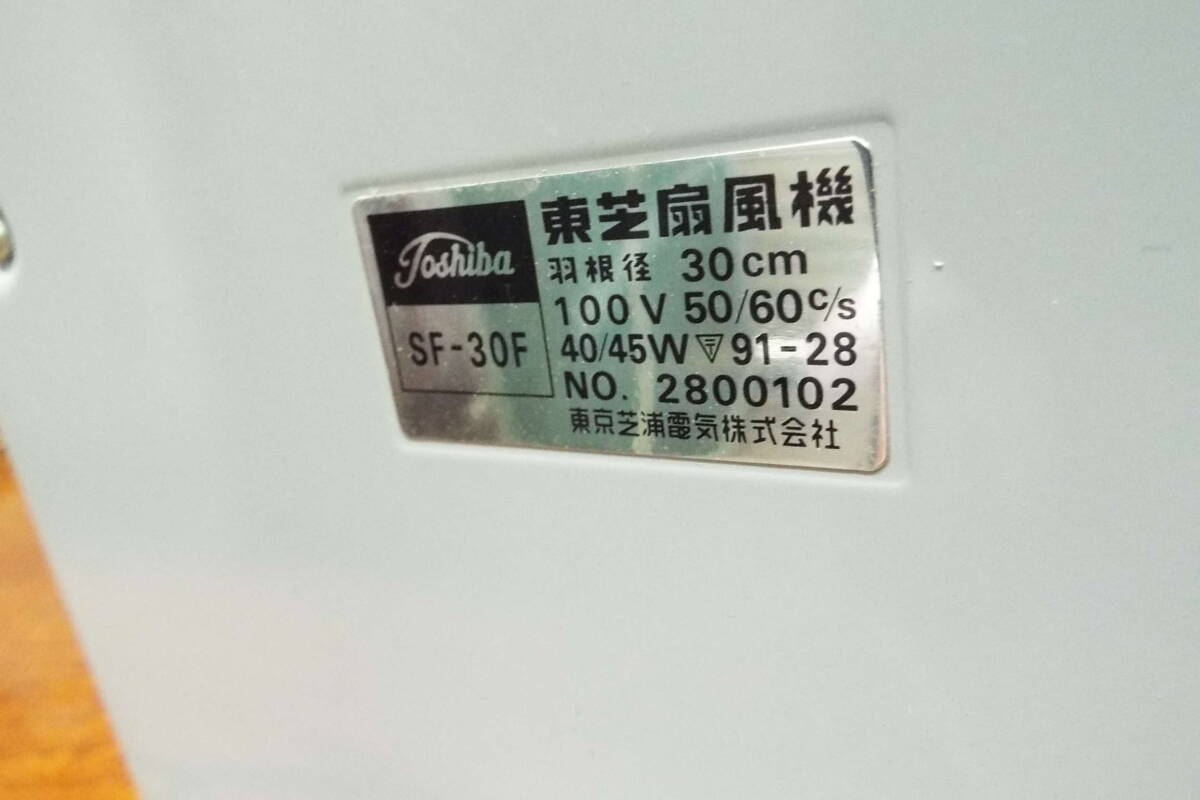 Toshiba
SF-30F
東芝扇風機
羽根径 30cm
100V 50/60c/s
40/45W 〒 91-28
NO. 2800102
東京芝浦電気株式会社